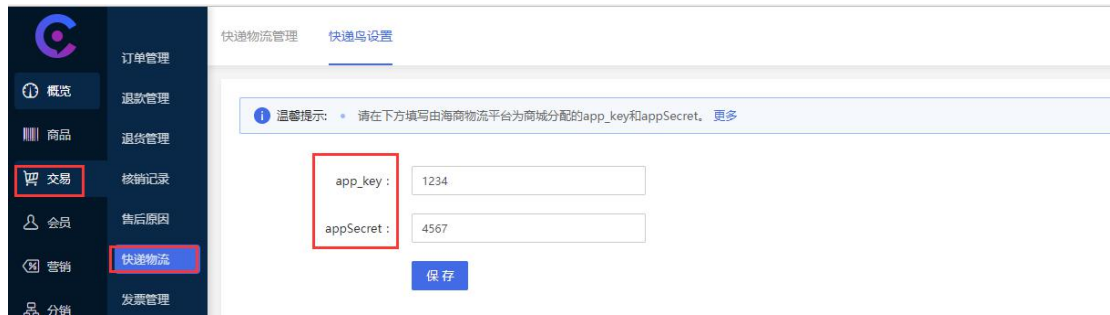 快递物流管理 快递鸟设置
概览
商品
交易
会员
营销
分销
订单管理
退款管理
退货管理
核销记录
售后原因
快递物流
发票管理
温馨提示: 请在下方填写由海商物流平台为商城分配的app_key和appSecret。 更多
app_key : 1234
appSecret : 4567
保存